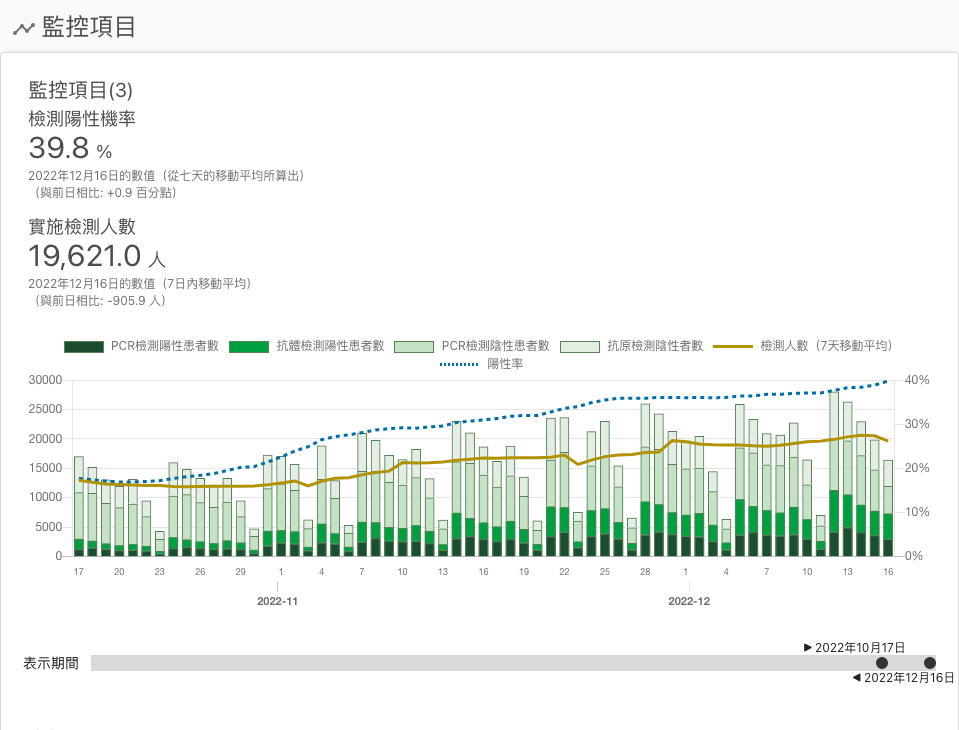 監控項目
監控項目(3)
檢測陽性機率
39.8 %
2022年12月16日的數值（從七天的移動平均所算出）
（與前日相比: +0.9 百分點）
實施檢測人數
19,621.0 人
2022年12月16日的數值（7日內移動平均）
（與前日相比: -905.9 人）
PCR檢測陽性患者數 抗體檢測陽性患者數 PCR檢測陰性患者數 抗原檢測陰性者數 檢測人數（7天移動平均）
陽性率
30000 40%
25000
30%
20000
15000 20%
10000
10%
5000
0 0%
17 20 23 26 29 1 4 7 10 13 16 19 22 25 28 1 4 7 10 13 16
2022-11 2022-12
►2022年10月17日
表示期間
◄2022年12月16日